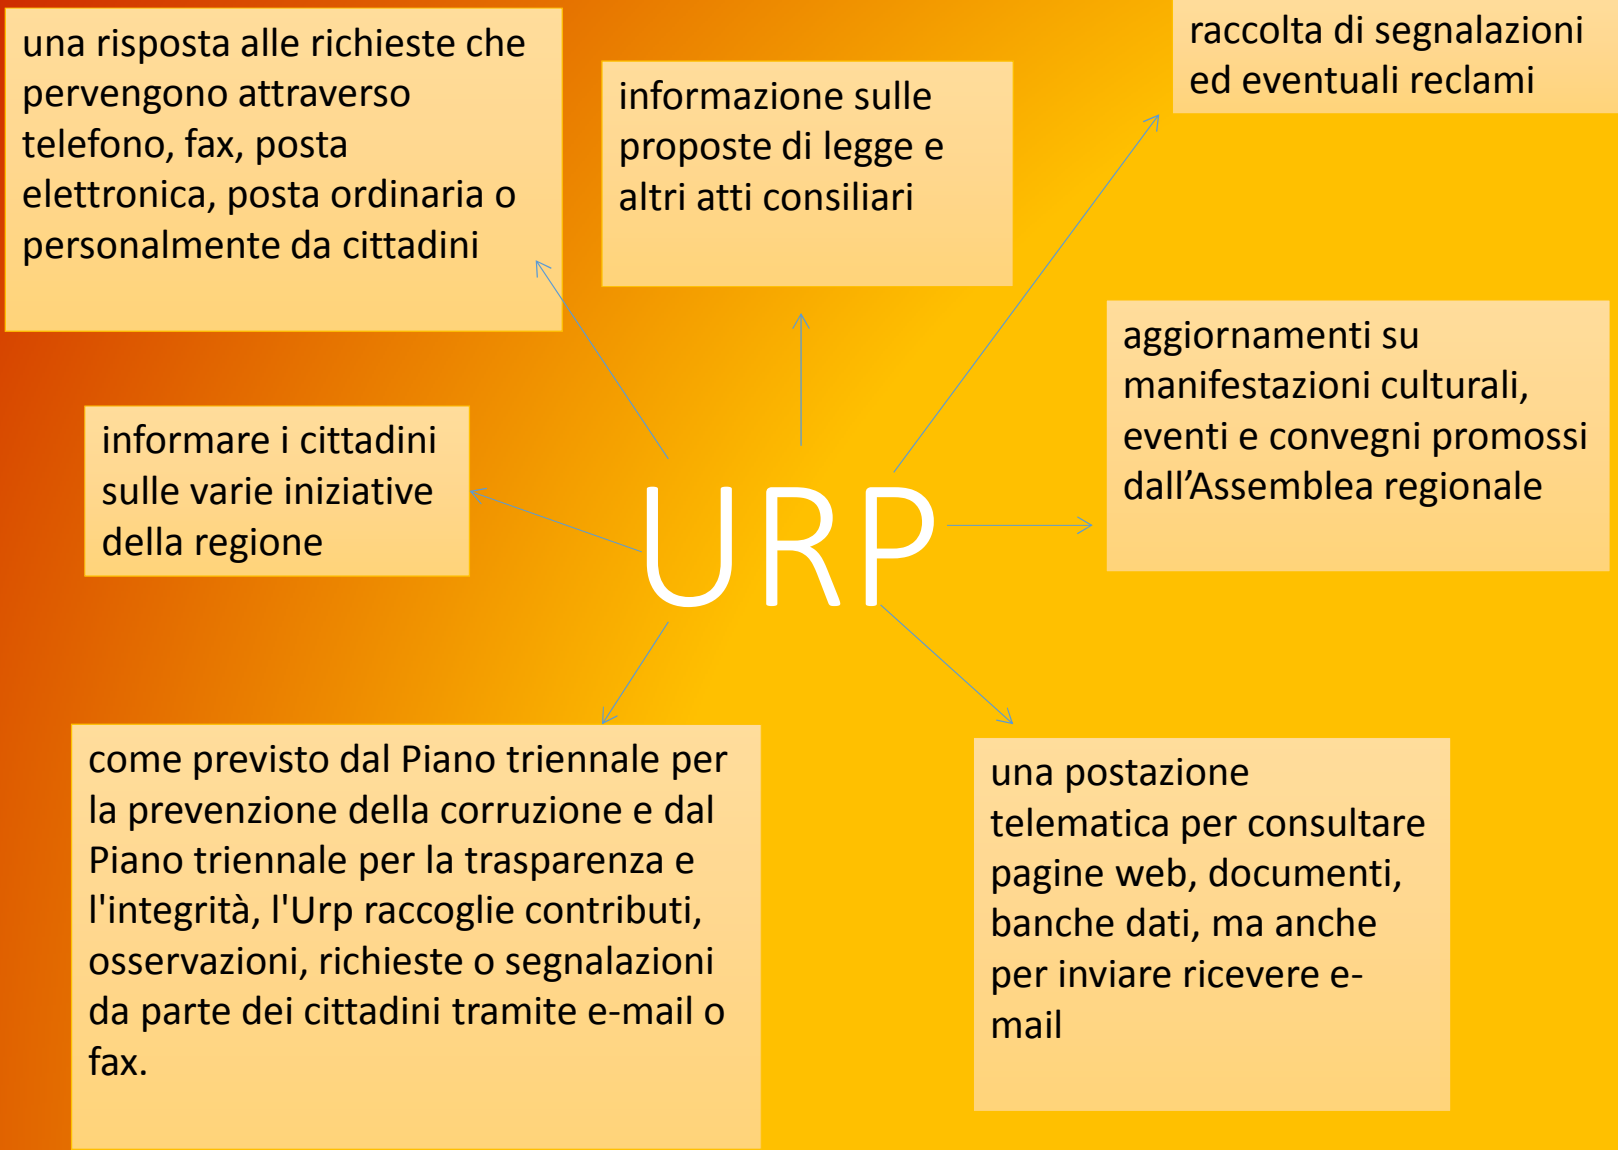 una risposta alle richieste che
pervengono attraverso
telefono, fax, posta
elettronica, posta ordinaria o
personalmente da cittadini
informazione sulle
proposte di legge e
altri atti consiliari
raccolta di segnalazioni
ed eventuali reclami
informare i cittadini
sulle varie iniziative
della regione
URP
aggiornamenti su
manifestazioni culturali,
eventi e convegni promossi
dall’Assemblea regionale
come previsto dal Piano triennale per
la prevenzione della corruzione e dal
Piano triennale per la trasparenza e
l'integrità, l'Urp raccoglie contributi,
osservazioni, richieste o segnalazioni
da parte dei cittadini tramite e-mail o
fax.
una postazione
telematica per consultare
pagine web, documenti,
banche dati, ma anche
per inviare ricevere e-
mail